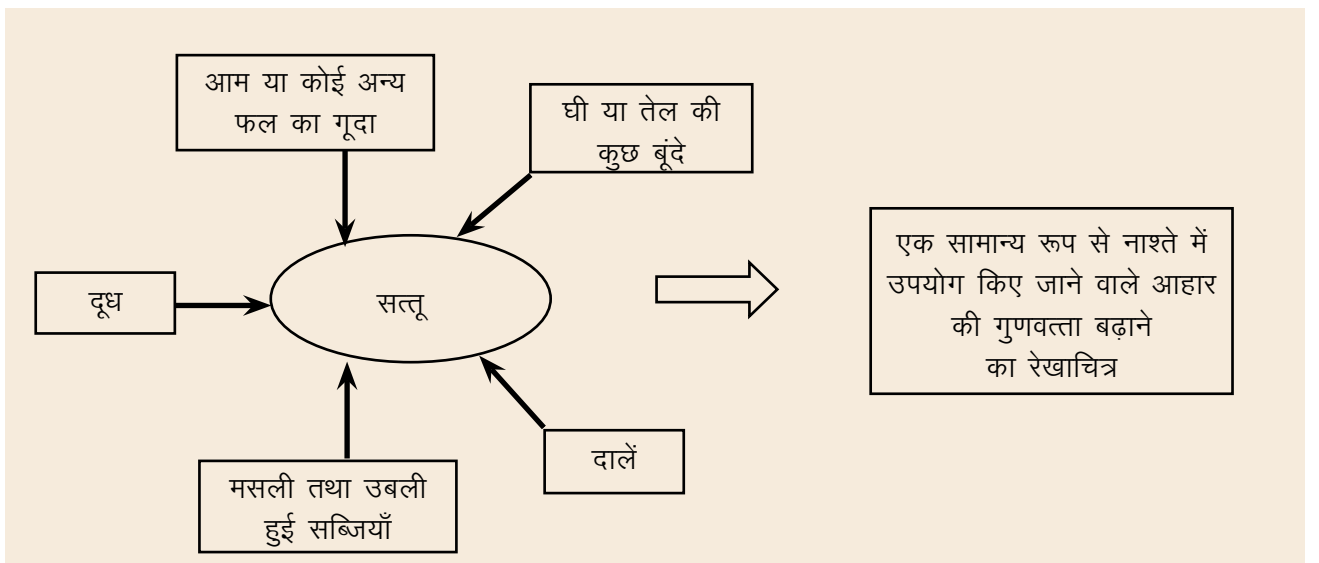 आम या कोई अन्य
फल का गूदा
घी या तेल की
कुछ बूंदे
एक सामान्य रूप से नाश्ते में
उपयोग किए जाने वाले आहार
की गुणवत्ता बढ़ाने
का रेखाचित्र
दूध
सत्तू
दालें
मसली तथा उबली
हुई सब्जियाँ